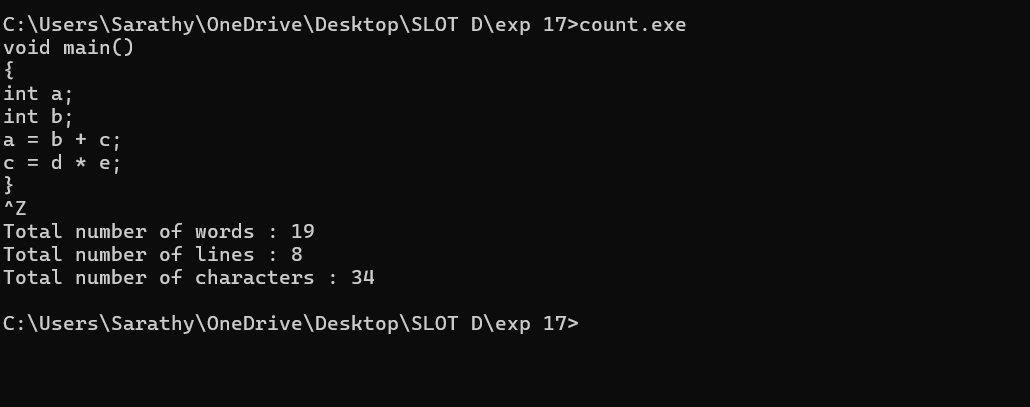 C:\Users\Sarathy\OneDrive\Desktop\SLOT D\exp 17>count.exe
void main()
{
int a;
int b;
a = b + c;
c = d * e;
}
^Z
Total number of words : 19
Total number of lines : 8
Total number of characters : 34
C:\Users\Sarathy\OneDrive\Desktop\SLOT D\exp 17>